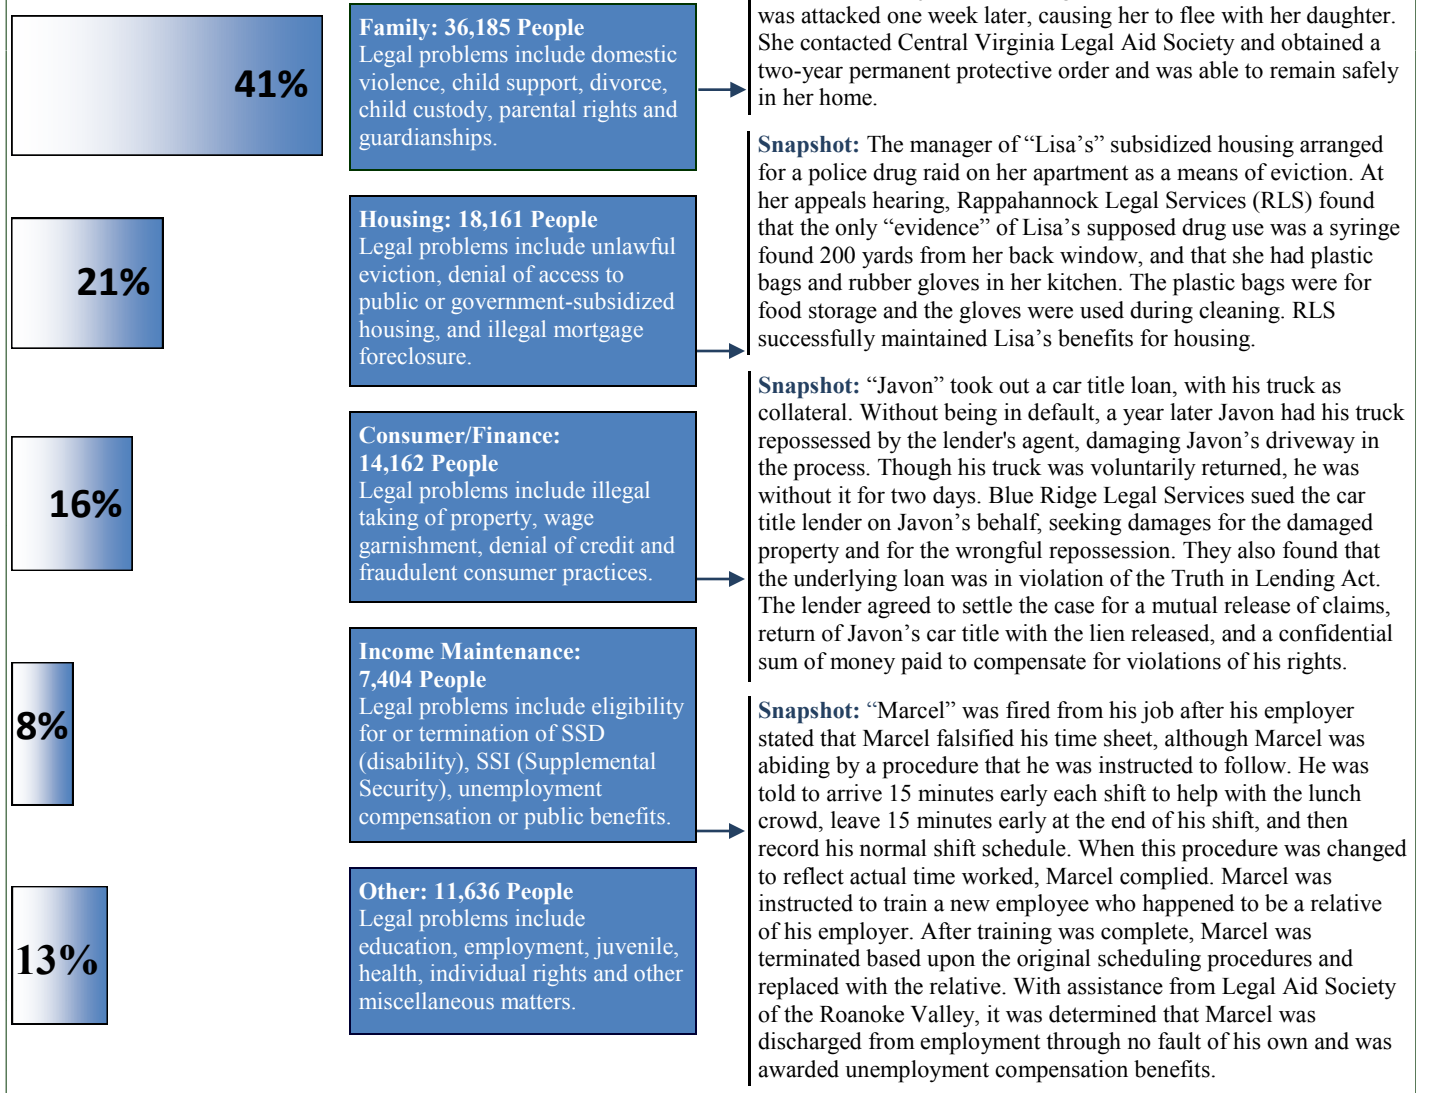 41%
Family: 36,185 People
Legal problems include domestic
violence, child support, divorce,
child custody, parental rights and
guardianships.
was attacked one week later, causing her to flee with her daughter.
She contacted Central Virginia Legal Aid Society and obtained a
two-year permanent protective order and was able to remain safely
in her home.
21%
Housing: 18,161 People
Legal problems include unlawful
eviction, denial of access to
public or government-subsidized
housing, and illegal mortgage
foreclosure.
Snapshot: The manager of “Lisa’s” subsidized housing arranged
for a police drug raid on her apartment as a means of eviction. At
her appeals hearing, Rappahannock Legal Services (RLS) found
that the only “evidence” of Lisa’s supposed drug use was a syringe
found 200 yards from her back window, and that she had plastic
bags and rubber gloves in her kitchen. The plastic bags were for
food storage and the gloves were used during cleaning. RLS
successfully maintained Lisa’s benefits for housing.
16%
Consumer/Finance:
14,162 People
Legal problems include illegal
taking of property, wage
garnishment, denial of credit and
fraudulent consumer practices.
Snapshot: “Javon” took out a car title loan, with his truck as
collateral. Without being in default, a year later Javon had his truck
repossessed by the lender's agent, damaging Javon’s driveway in
the process. Though his truck was voluntarily returned, he was
without it for two days. Blue Ridge Legal Services sued the car
title lender on Javon’s behalf, seeking damages for the damaged
property and for the wrongful repossession. They also found that
the underlying loan was in violation of the Truth in Lending Act.
The lender agreed to settle the case for a mutual release of claims,
return of Javon’s car title with the lien released, and a confidential
sum of money paid to compensate for violations of his rights.
8%
Income Maintenance:
7,404 People
Legal problems include eligibility
for or termination of SSD
(disability), SSI (Supplemental
Security), unemployment
compensation or public benefits.
Snapshot: “Marcel” was fired from his job after his employer
stated that Marcel falsified his time sheet, although Marcel was
abiding by a procedure that he was instructed to follow. He was
told to arrive 15 minutes early each shift to help with the lunch
crowd, leave 15 minutes early at the end of his shift, and then
record his normal shift schedule. When this procedure was changed
to reflect actual time worked, Marcel complied. Marcel was
instructed to train a new employee who happened to be a relative
of his employer. After training was complete, Marcel was
terminated based upon the original scheduling procedures and
replaced with the relative. With assistance from Legal Aid Society
of the Roanoke Valley, it was determined that Marcel was
discharged from employment through no fault of his own and was
awarded unemployment compensation benefits.
13%
Other: 11,636 People
Legal problems include
education, employment, juvenile,
health, individual rights and other
miscellaneous matters.